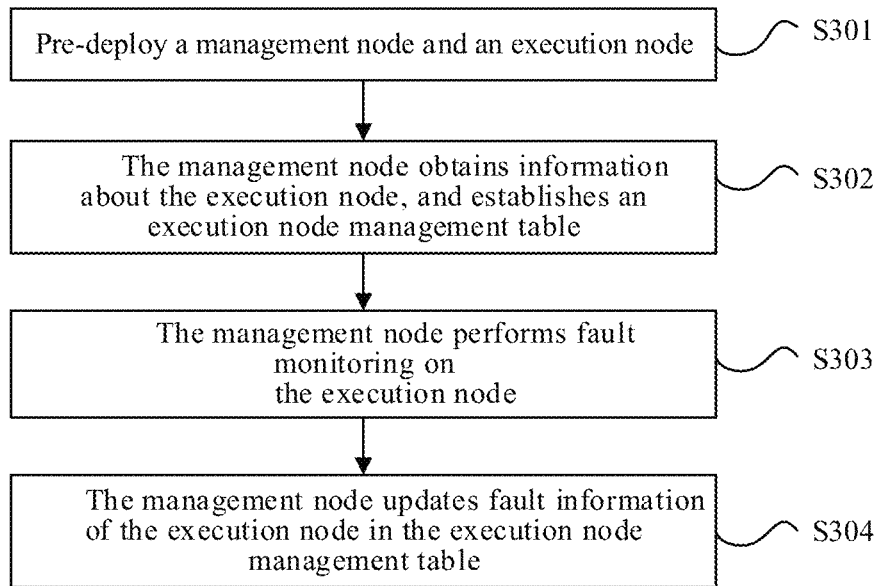 Pre-deploy a management node and an execution node
S301
The management node obtains information
about the execution node, and establishes an
execution node management table
S302
The management node performs fault
monitoring on
the execution node
S303
The management node updates fault information
of the execution node in the execution node
management table
S304